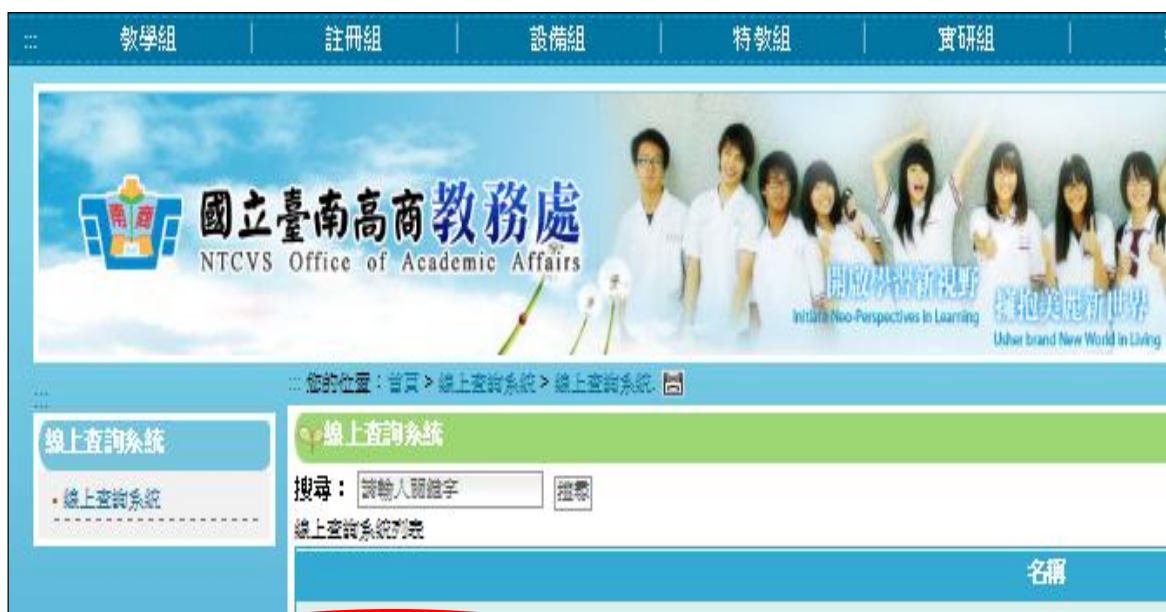 ::: 教學組 | 註冊組 | 設備組 | 特教組 | 實研組 |
高商
國立臺南高商教務處
NTCVS Office of Academic Affairs
開啟學習新視野
Initiate Neo-Perspectives in Learning
擁抱美麗新世界
Usher brand New World in Living
::: 您的位置：首頁 > 線上查詢系統 > 線上查詢系統.
:::
線上查詢系統
線上查詢系統
線上查詢系統
搜尋： 請輸入關鍵字 搜尋
線上查詢系統列表
名稱